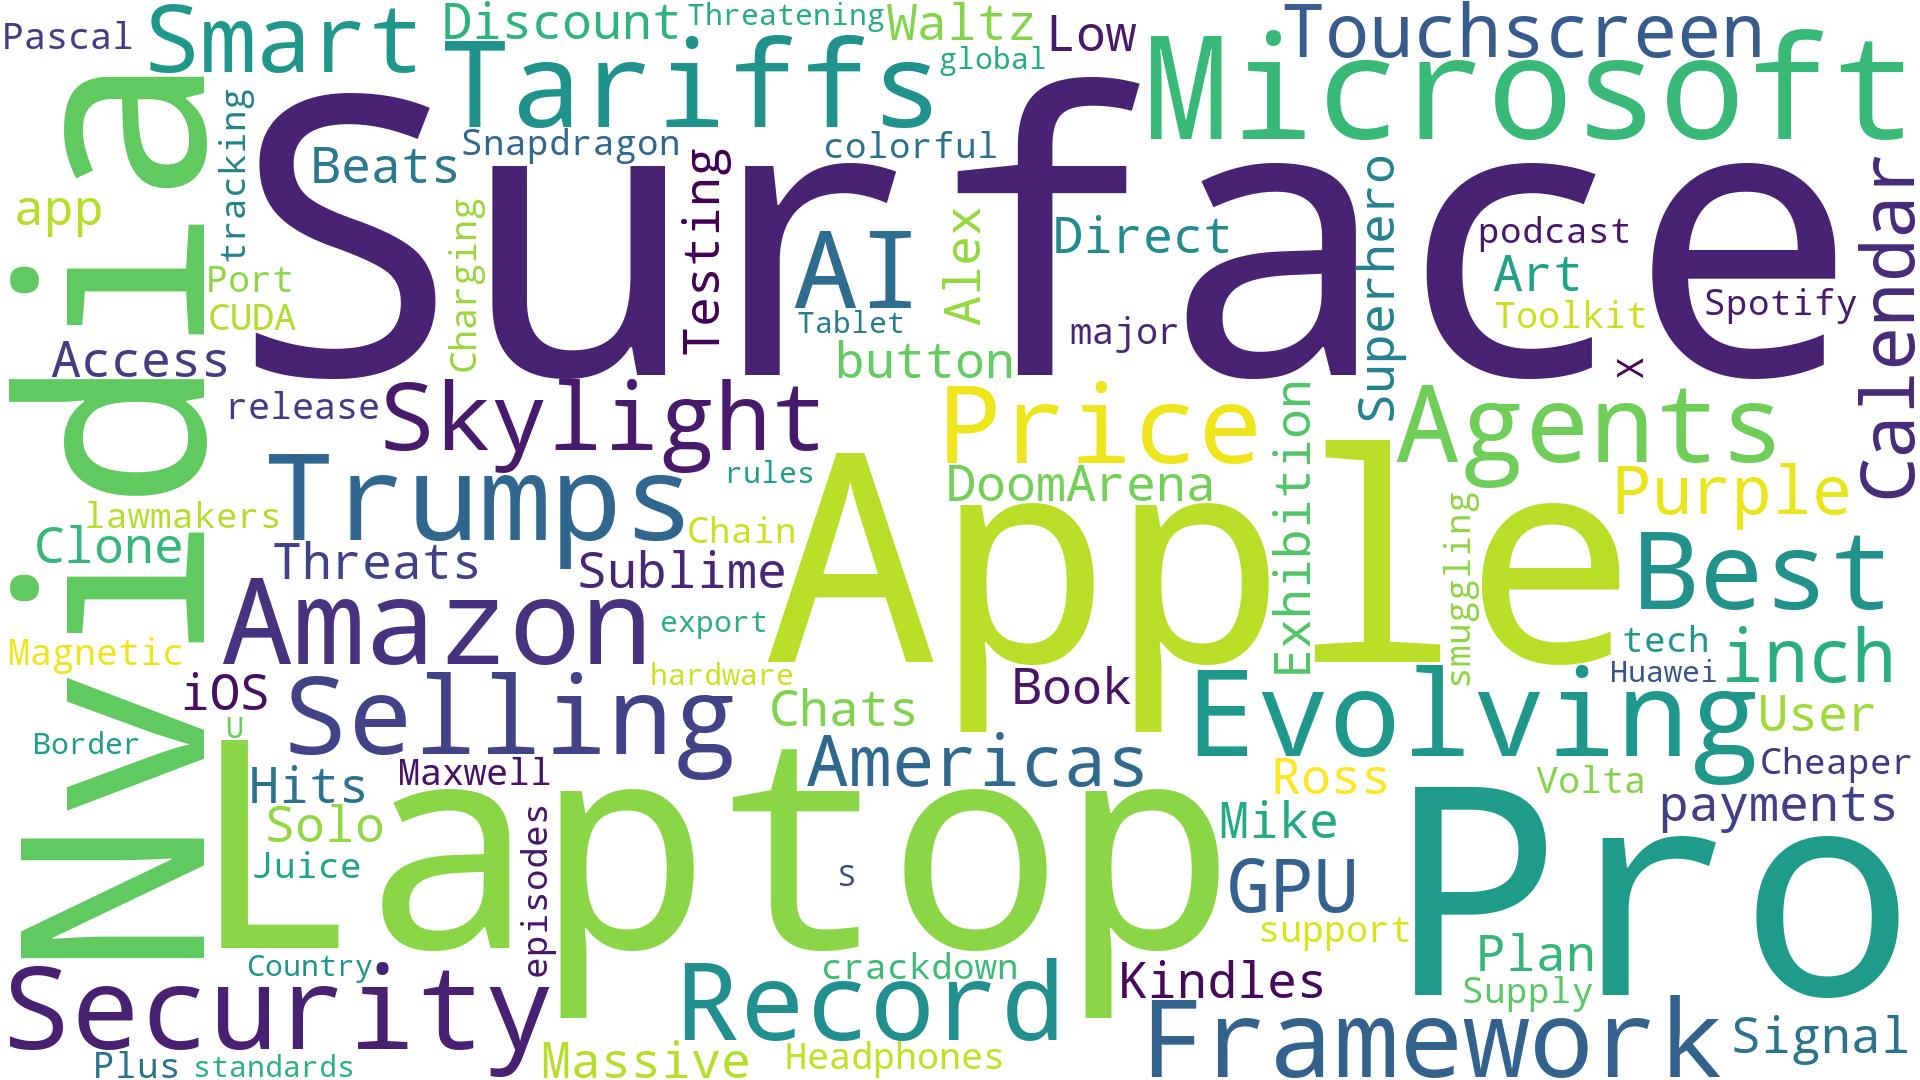 Pascal
Smart
Discount
Threatening
Waltz
Low
Touchscreen
Tariffs
global
Microsoft
Nvidia
tracking
Surface
Snapdragon
colorful
Beats
Testing
Superhero
Calendar
app
Charging
AI
Alex
Direct
podcast
Port
Art
CUDA
Tablet
major
Toolkit
Spotify
Access
button
X
release
Skylight
Price
Exhibition
Agents
Trumps
rules
Apple
DoomArena
Purple
lawmakers
Chain
smuggling
Clone
Threats
Sublime
Best
Amazon
export
Magnetic
tech
inch
hardware
Huawei
iOS
Selling
Chats
Book
Evolving
User
U
Border
Laptop
Americas
Hits
Maxwell
Ross
Volta
Cheaper
Solo
episodes
Mike
payments
Pro
Juice
S
GPU
support
Country
crackdown
Plan
Security
Record
Kindles
Supply
Framework
Signal
Plus
standards
Massive
Headphones